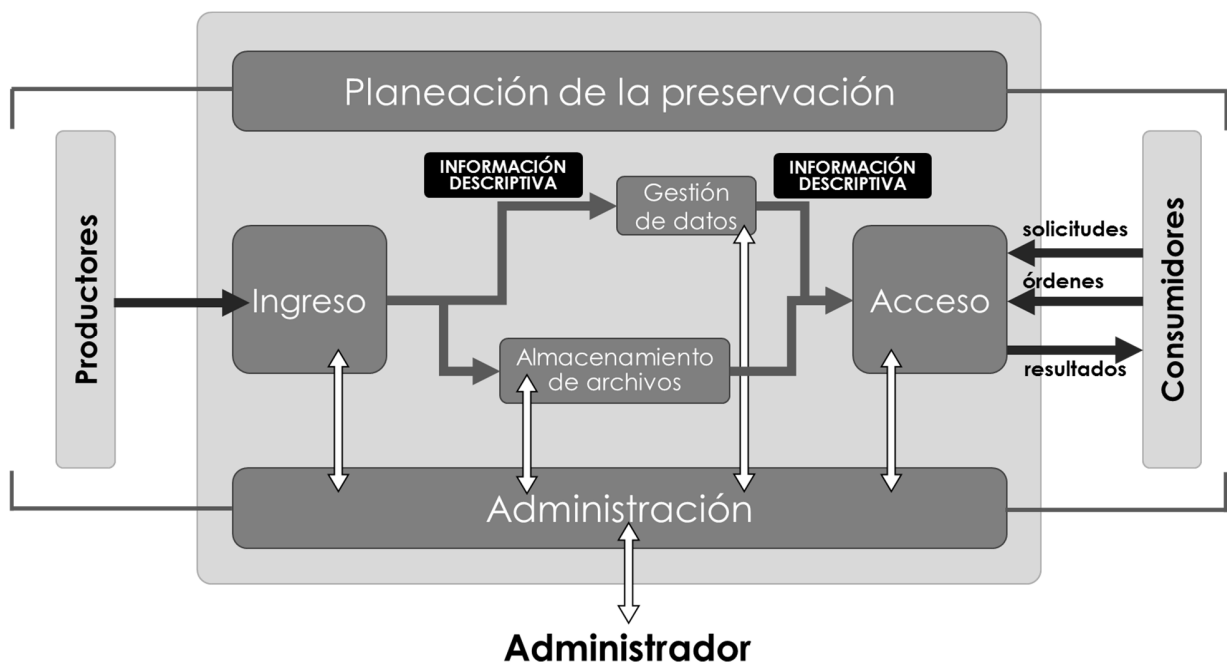 Planeación de la preservación
INFORMACIÓN
DESCRIPTIVA
INFORMACIÓN
DESCRIPTIVA
Gestión
de datos
Productores
Ingreso
Almacenamiento
de archivos
Acceso
solicitudes
órdenes
resultados
Consumidores
Administración
Administrador